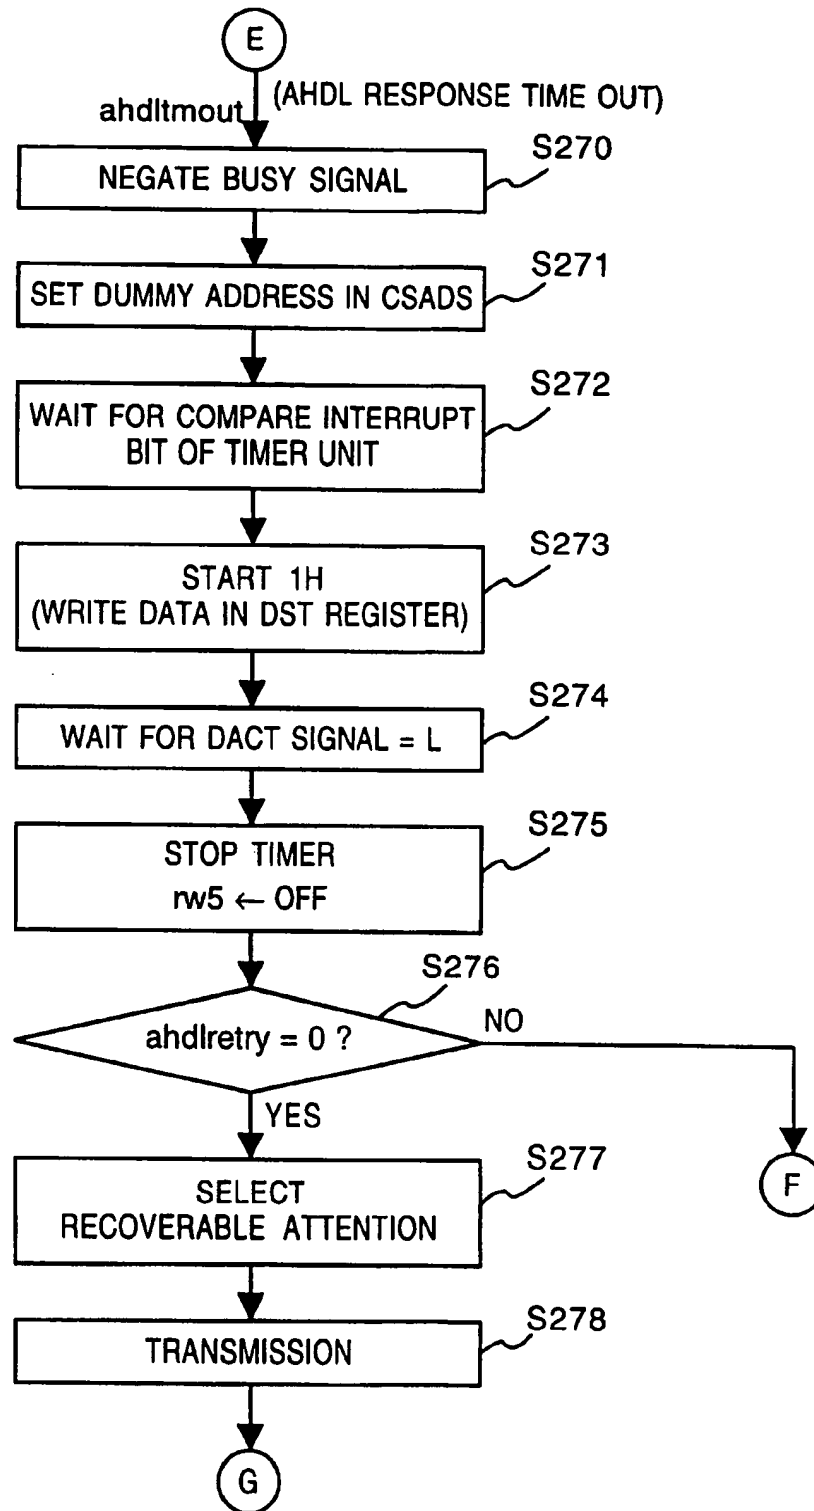 E
(AHDL RESPONSE TIME OUT)
ahdltmout
S270
NEGATE BUSY SIGNAL
S271
SET DUMMY ADDRESS IN CSADS
S272
WAIT FOR COMPARE INTERRUPT
BIT OF TIMER UNIT
S273
START 1H
(WRITE DATA IN DST REGISTER)
S274
WAIT FOR DACT SIGNAL = L
S275
STOP TIMER
rw5 ← OFF
S276
ahdlretry = 0 ?
NO
YES
F
S277
SELECT
RECOVERABLE ATTENTION
S278
TRANSMISSION
G